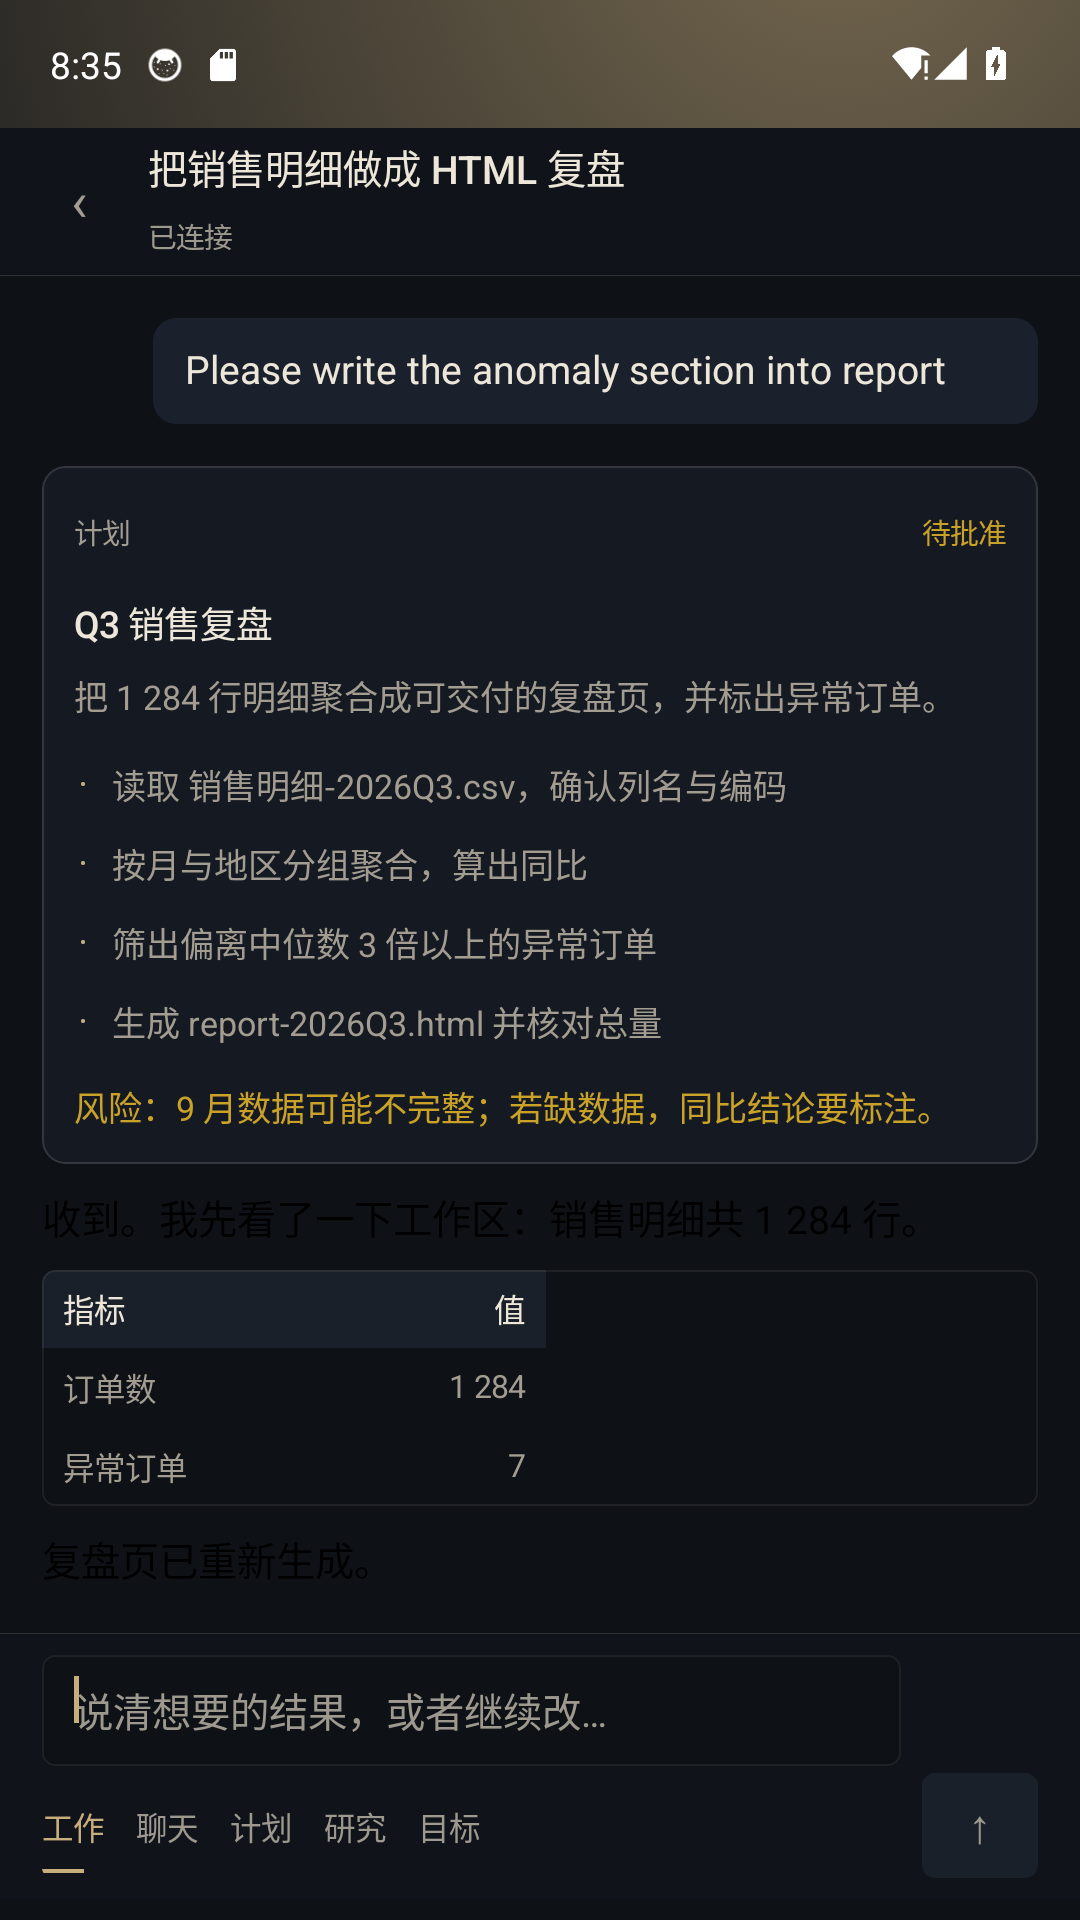 8:35
‹
把销售明细做成 HTML 复盘
已连接
Please write the anomaly section into report
计划
待批准
Q3 销售复盘
把 1 284 行明细聚合成可交付的复盘页，并标出异常订单。
· 读取 销售明细-2026Q3.csv，确认列名与编码
· 按月与地区分组聚合，算出同比
· 筛出偏离中位数 3 倍以上的异常订单
· 生成 report-2026Q3.html 并核对总量
风险：9 月数据可能不完整；若缺数据，同比结论要标注。
收到。我先看了一下工作区：销售明细共 1 284 行。
指标 值
订单数 1 284
异常订单 7
复盘页已重新生成。
说清想要的结果，或者继续改…
工作 聊天 计划 研究 目标
↑